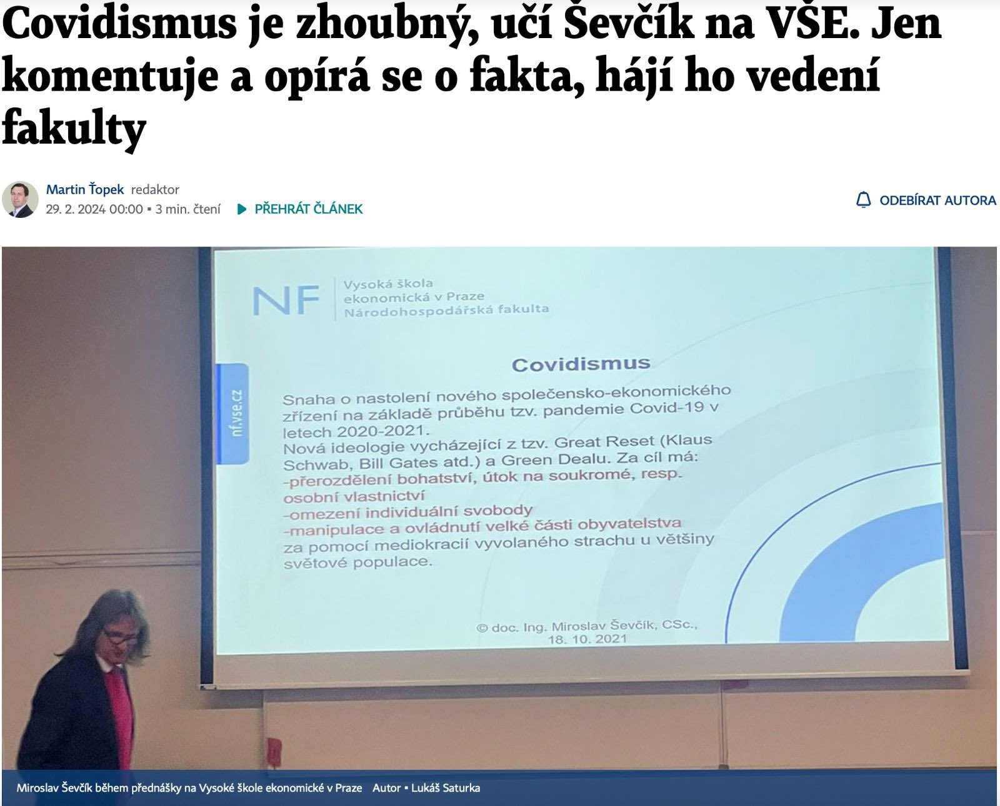 Covidismus je zhoubný, učí Ševčík na VŠE. Jen
komentuje a opírá se o fakta, hájí ho vedení
fakulty
Martin Ťopek redaktor
29. 2. 2024 00:00 ▪ 3 min. čtení PŘEHRÁT ČLÁNEK
ODEBÍRAT AUTORA
NF
Vysoká škola
ekonomická v Praze
Národohospodářská fakulta
nf.vse.cz
Covidismus
Snaha o nastolení nového společensko-ekonomického
zřízení na základě průběhu tzv. pandemie Covid-19 v
letech 2020-2021.
Nová ideologie vycházející z tzv. Great Reset (Klaus
Schwab, Bill Gates atd.) a Green Dealu. Za cíl má:
-přerozdělení bohatství, útok na soukromé, resp.
osobní vlastnictví
-omezení individuální svobody
-manipulace a ovládnutí velké části obyvatelstva
za pomocí mediokracií vyvolaného strachu u většiny
světové populace.
© doc. Ing. Miroslav Ševčík, CSc.,
18. 10. 2021
Miroslav Ševčík během přednášky na Vysoké škole ekonomické v Praze Autor ▪ Lukáš Saturka